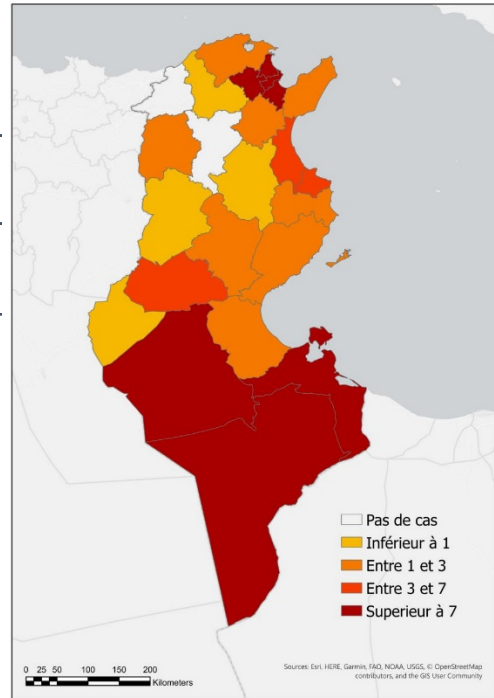 Pas de cas
Inférieur à 1
Entre 1 et 3
Entre 3 et 7
Superieur à 7
0 25 50 100 150 200
Kilometers
Sources: Esri, HERE, Garmin, FAO, NOAA, USGS, © OpenStreetMap
contributors, and the GIS User Community